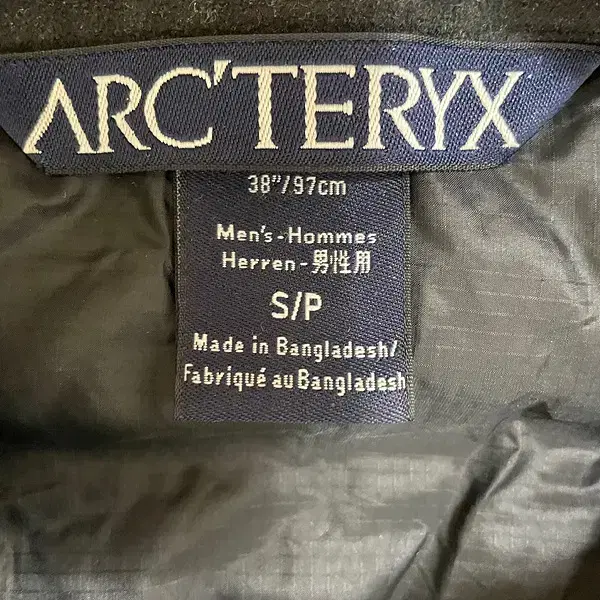 ARC'TERYX
38"/97cm
Men's-Hommes
Herren-男性用
S/P
Made in Bangladesh/
Fabriqué au Bangladesh